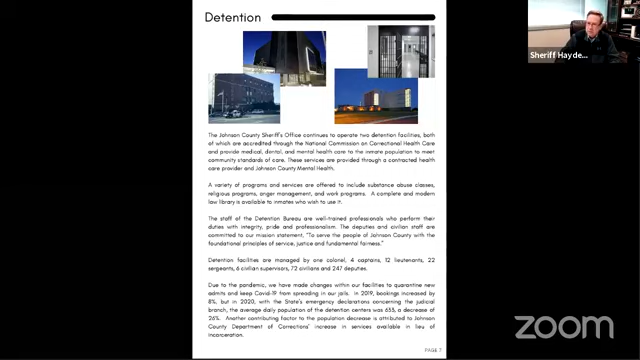 Detention
Sheriff Hayde...
The Johnson County Sheriff's Office continues to operate two detention facilities, both
of which are accredited through the National Commission on Correctional Health Care
and provide medical, dental, and mental health care to the inmate population to meet
community standards of care. These services are provided through a contracted health
care provider and Johnson County Mental Health.
A variety of programs and services are offered to include substance abuse classes,
religious programs, anger management, and work programs. A complete and modern
law library is available to inmates who wish to use it.
The staff of the Detention Bureau are well-trained professionals who perform their
duties with integrity, pride and professionalism. The deputies and civilian staff are
committed to our mission statement, "To serve the people of Johnson County with the
foundational principles of service, justice and fundamental fairness."
Detention facilities are managed by one colonel, 4 captains, 12 lieutenants, 22
sergeants, 6 civilian supervisors, 72 civilians and 247 deputies.
Due to the pandemic, we have made changes within our facilities to quarantine new
admits and keep Covid-19 from spreading in our jails. In 2019, bookings increased by
8%, but in 2020, with the State's emergency declarations concerning the judicial
branch, the average daily population of the detention centers was 655, a decrease of
26%. Another contributing factor to the population decrease is attributed to Johnson
County Department of Corrections' increase in services available in lieu of
incarceration.
PAGE 7
zoom